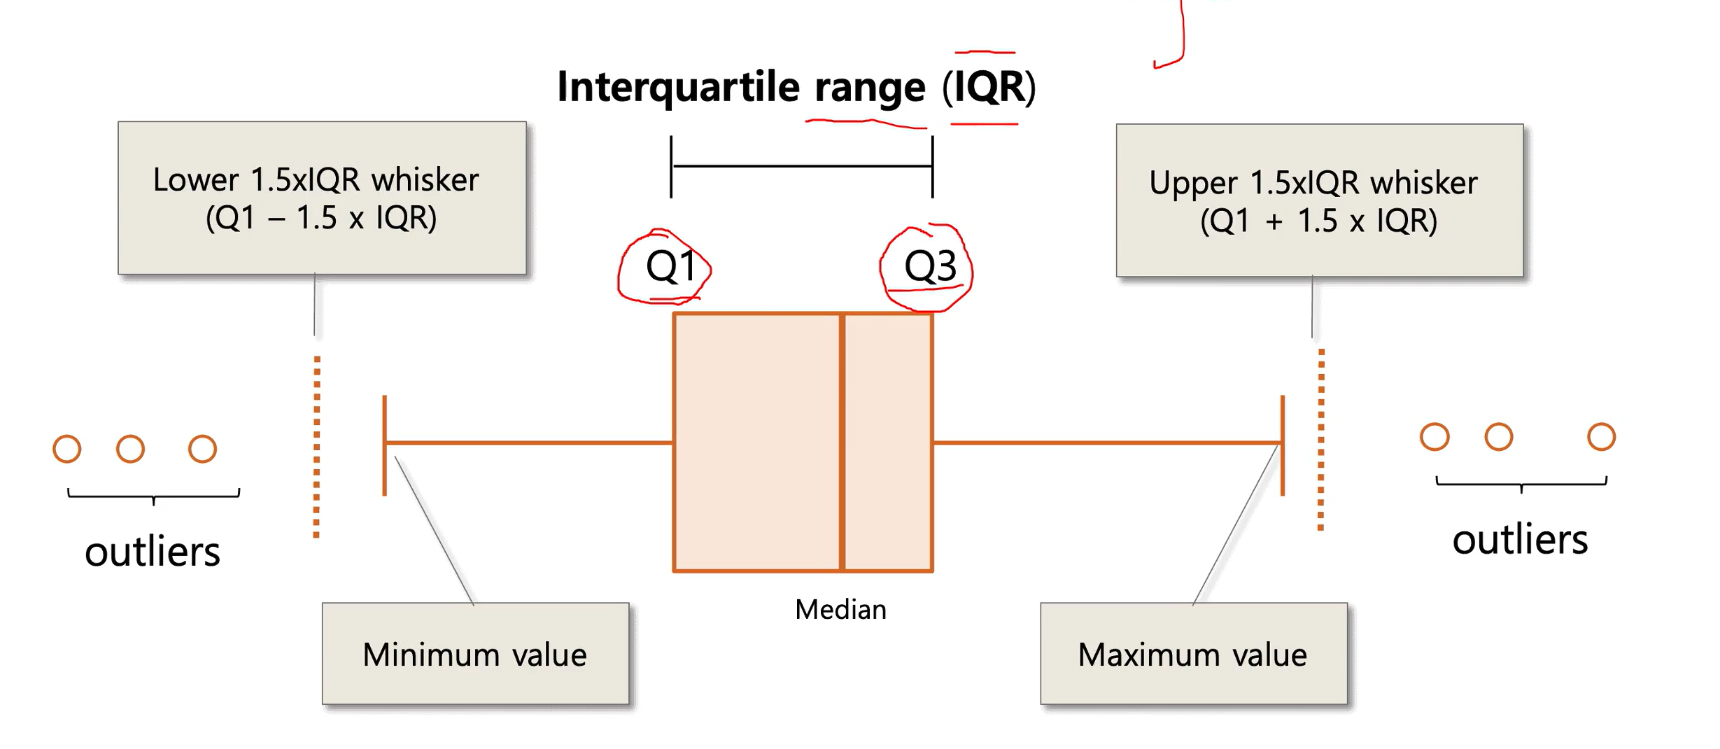 Interquartile range (IQR)
Lower 1.5xIQR whisker
(Q1 – 1.5 x IQR)
Upper 1.5xIQR whisker
(Q1 + 1.5 x IQR)
Q1
Q3
outliers
outliers
Median
Minimum value
Maximum value